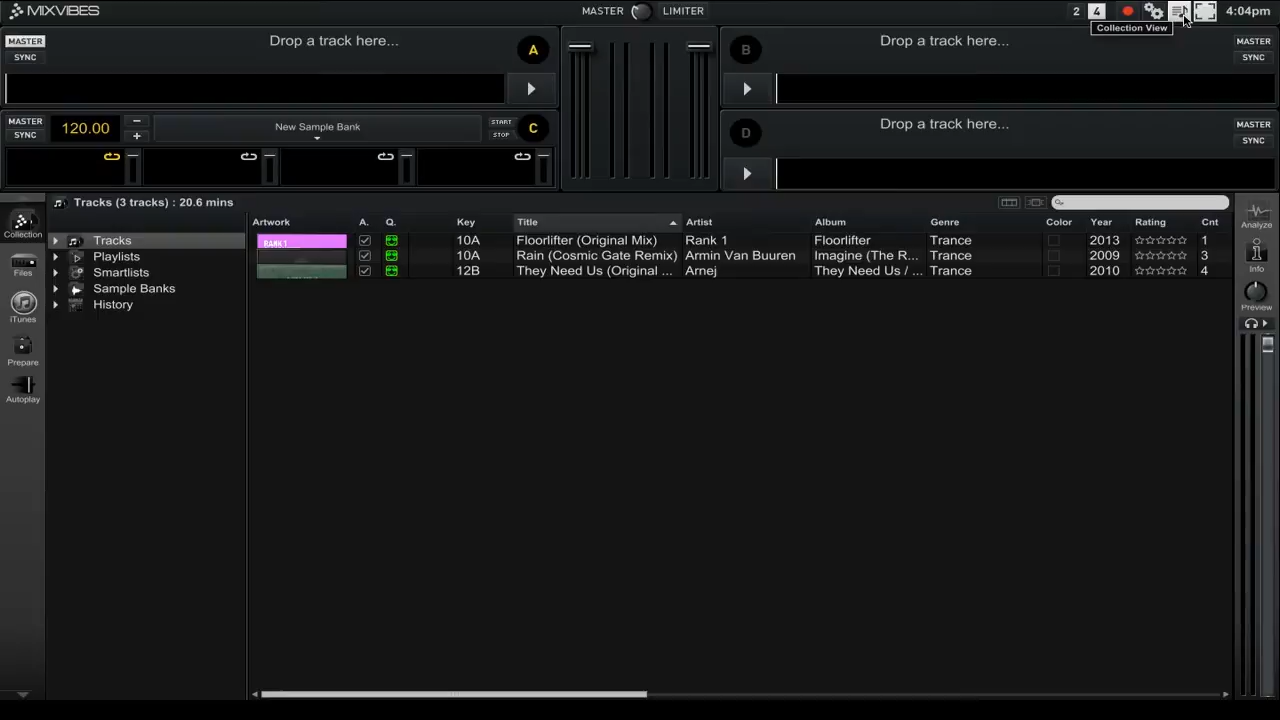 MIXVIBES MASTER LIMITER 2 4 4:04pm
Collection View
MASTER SYNC Drop a track here... A
B Drop a track here... MASTER SYNC
MASTER SYNC 120.00 − + New Sample Bank START STOP C
D Drop a track here... MASTER SYNC
Tracks (3 tracks) : 20.6 mins
Collection
Files
iTunes
Prepare
Autoplay
Tracks
Playlists
Smartlists
Sample Banks
History
Artwork A. Q. Key Title Artist Album Genre Color Year Rating Cnt
RANK 1 10A Floorlifter (Original Mix) Rank 1 Floorlifter Trance 2013 1
10A Rain (Cosmic Gate Remix) Armin Van Buuren Imagine (The R... Trance 2009 3
12B They Need Us (Original ... Arnej They Need Us / ... Trance 2010 4
Analyze
Info
Preview